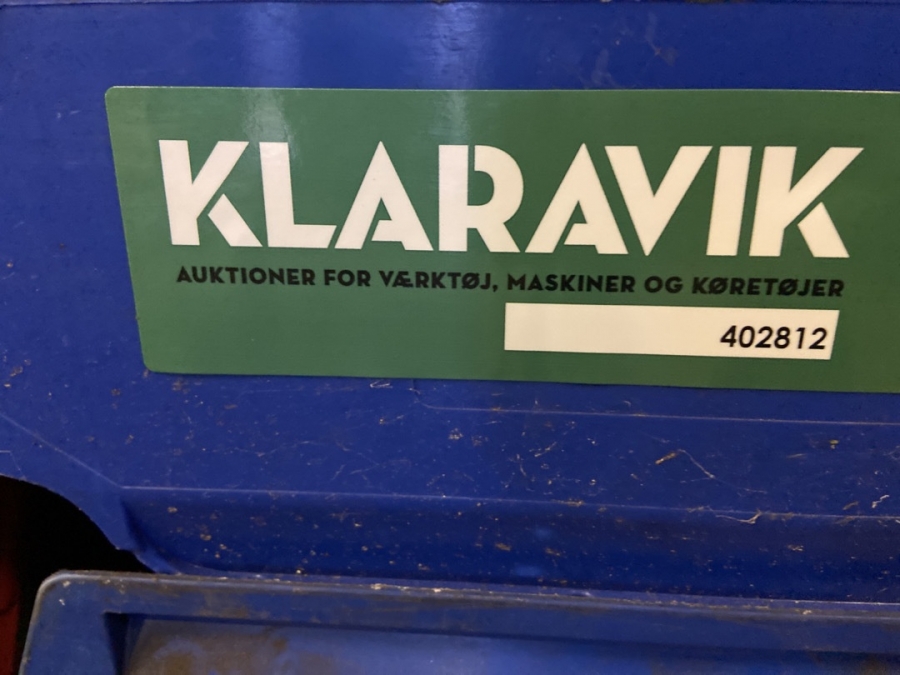 KLARAVIK
AUKTIONER FOR VÆRKTØJ, MASKINER OG KØRETØJER
402812